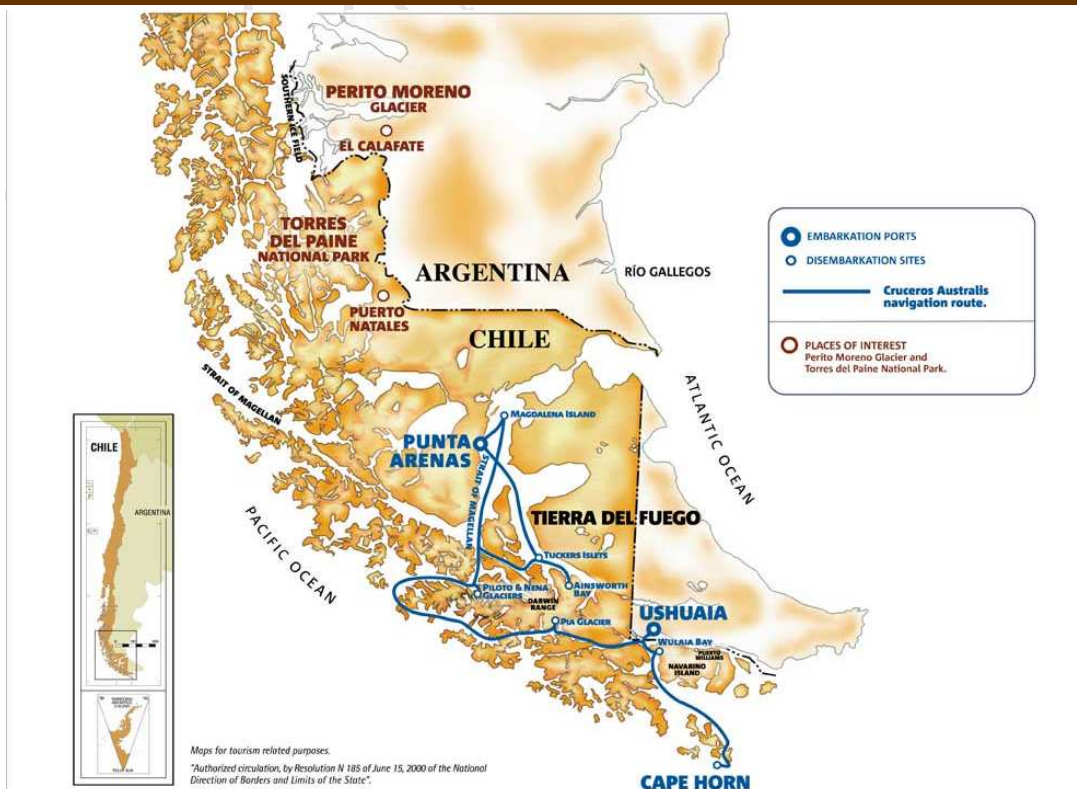 PERITO MORENO
GLACIER
EL CALAFATE
SOUTHERN ICE FIELD
TORRES
DEL PAINE
NATIONAL PARK
PUERTO
NATALES
ARGENTINA
RÍO GALLEGOS
CHILE
STRAIT OF MAGELLAN
ATLANTIC OCEAN
PACIFIC OCEAN
MAGDALENA ISLAND
PUNTA
ARENAS
STRAIT OF MAGELLAN
TIERRA DEL FUEGO
TUCKERS ISLETS
PILOTO & NENA
GLACIERS
AINSWORTH
BAY
DARWIN
RANGE
PIA GLACIER
USHUAIA
WULAIA BAY
PUERTO
WILLIAMS
NAVARINO
ISLAND
CAPE HORN
EMBARKATION PORTS
DISEMBARKATION SITES
Cruceros Australis
navigation route.
PLACES OF INTEREST
Perito Moreno Glacier and
Torres del Paine National Park.
CHILE
ARGENTINA
Maps for tourism related purposes.
"Authorized circulation, by Resolution N 185 of June 15, 2000 of the National
Direction of Borders and Limits of the State".